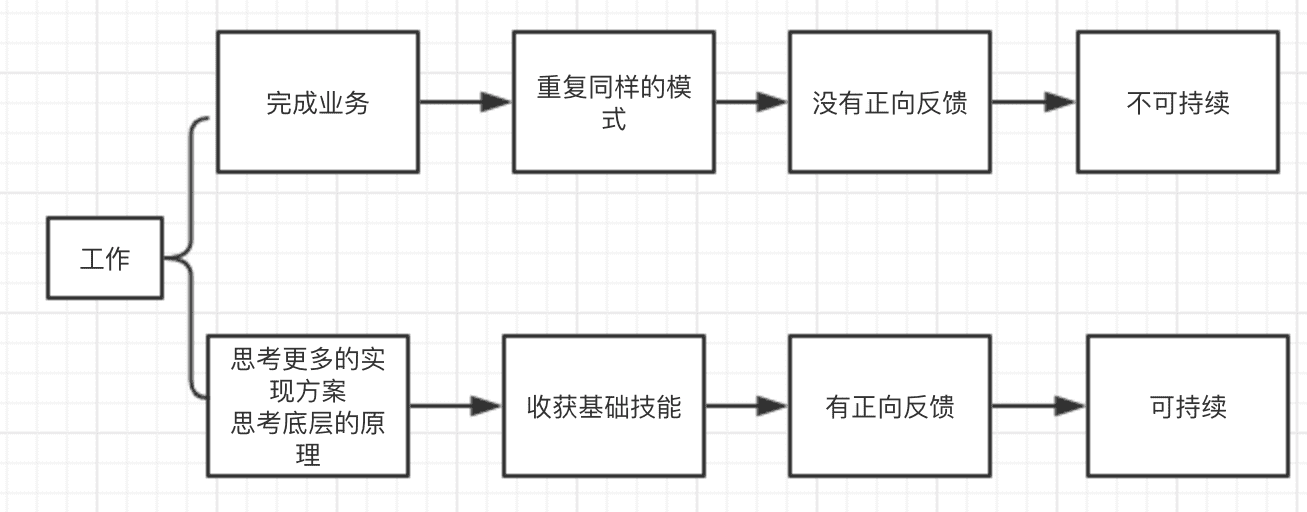 完成业务
重复同样的模
式
没有正向反馈
不可持续
工作
思考更多的实
现方案
思考底层的原
理
收获基础技能
有正向反馈
可持续